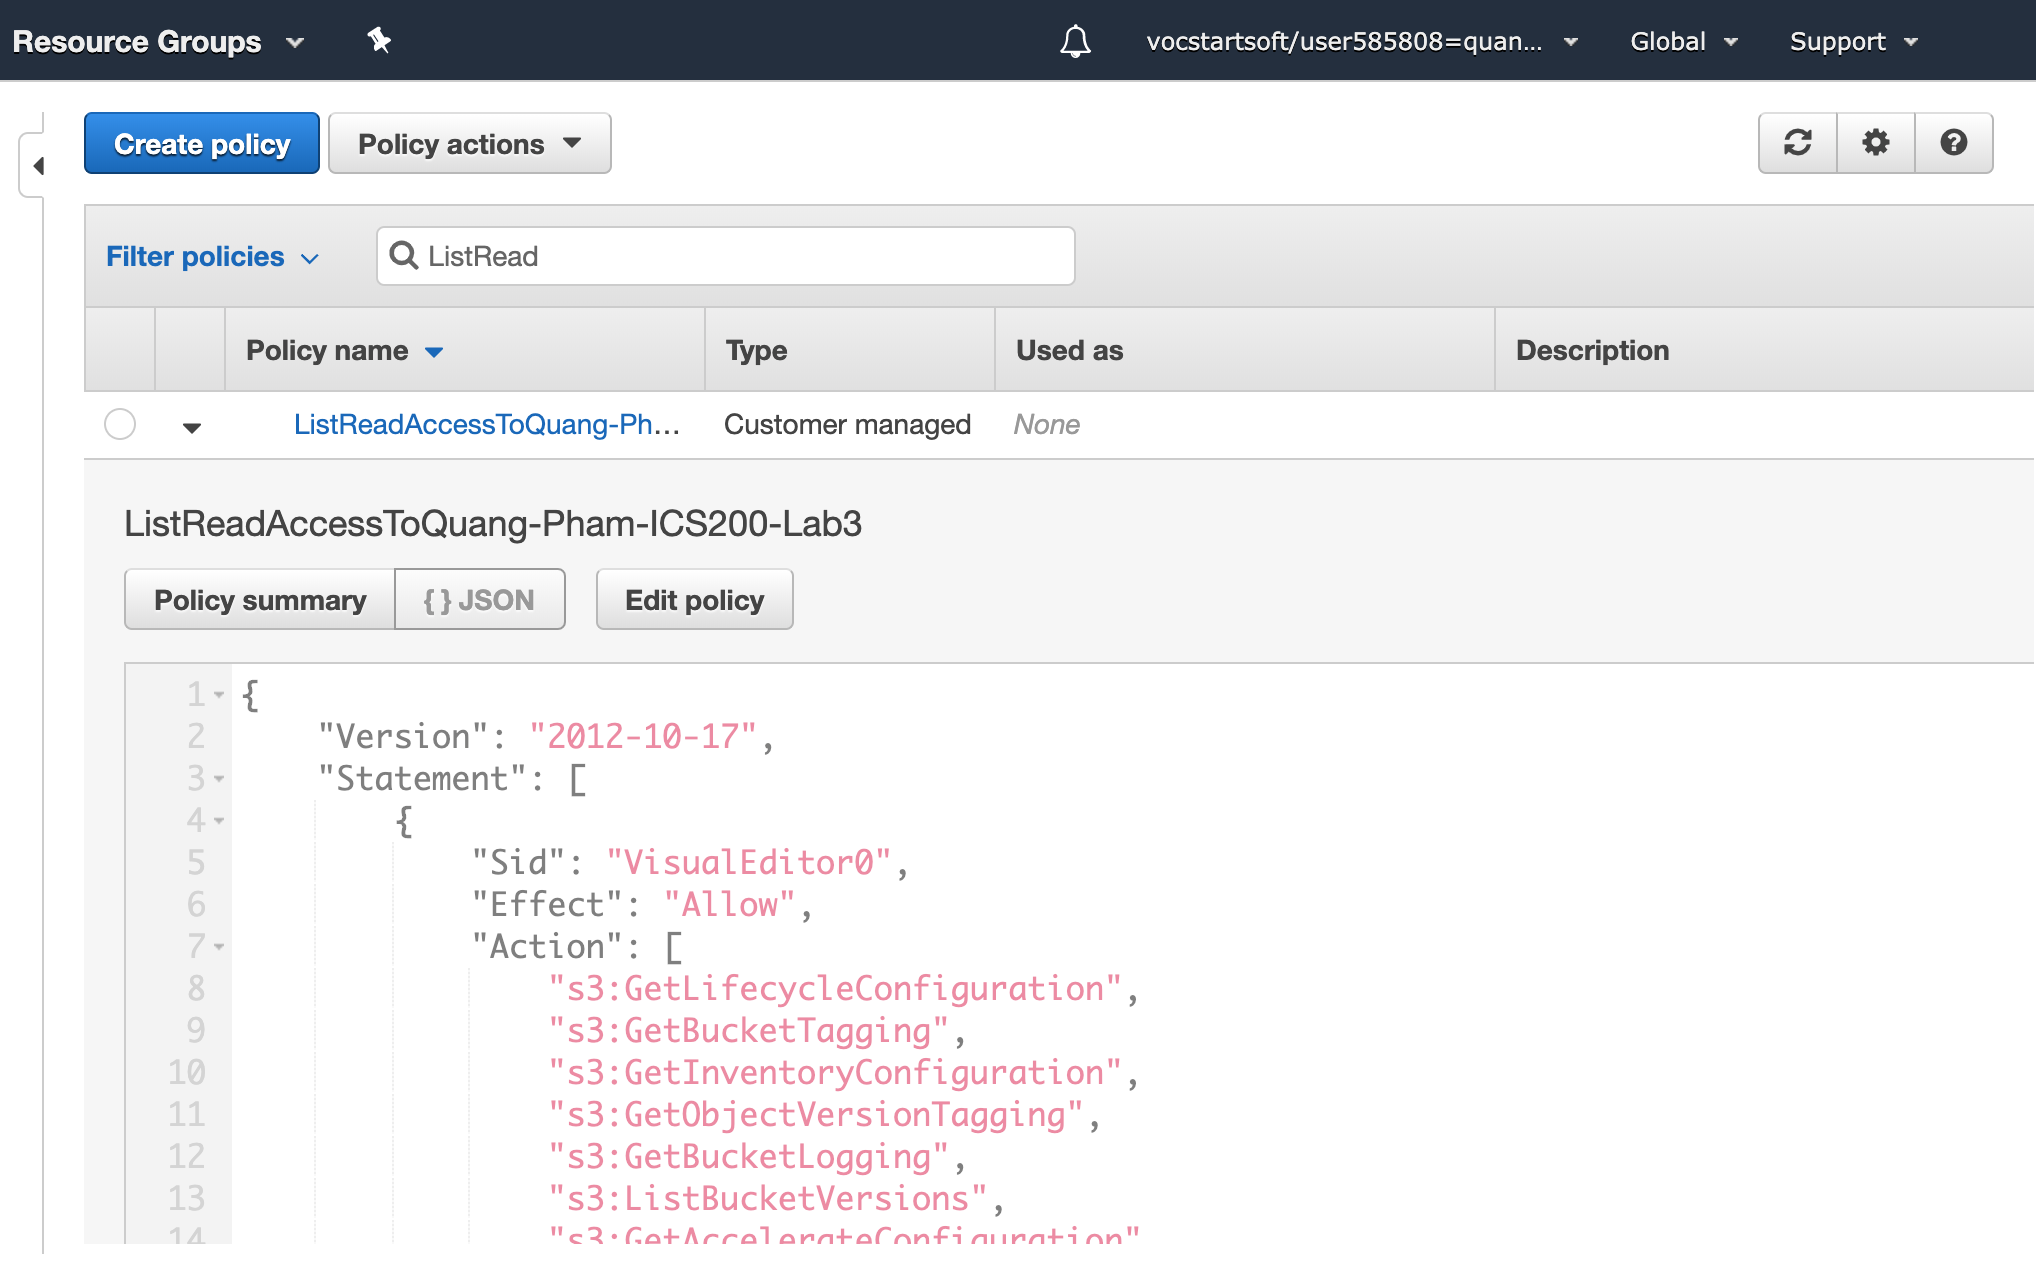 Resource Groups vocstartsoft/user585808=quan... Global Support
Create policy Policy actions
Filter policies ListRead
Policy name Type Used as Description
ListReadAccessToQuang-Ph... Customer managed None
ListReadAccessToQuang-Pham-ICS200-Lab3
Policy summary { } JSON Edit policy
1 {
2 "Version": "2012-10-17",
3 "Statement": [
4 {
5 "Sid": "VisualEditor0",
6 "Effect": "Allow",
7 "Action": [
8 "s3:GetLifecycleConfiguration",
9 "s3:GetBucketTagging",
10 "s3:GetInventoryConfiguration",
11 "s3:GetObjectVersionTagging",
12 "s3:GetBucketLogging",
13 "s3:ListBucketVersions",
14 "s3:GetAccelerateConfiguration"